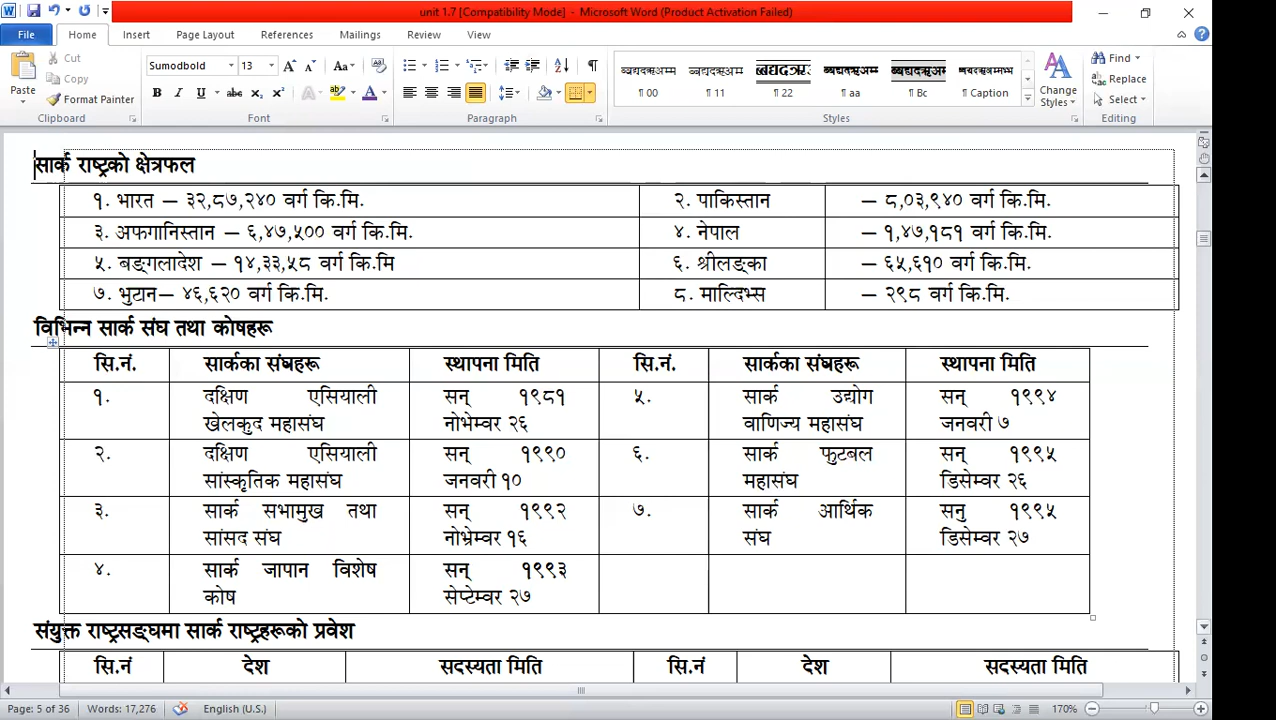 unit 1.7 [Compatibility Mode] - Microsoft Word (Product Activation Failed)
File Home Insert Page Layout References Mailings Review View
Cut
Copy
Format Painter
Paste
Sumodbold 13
Clipboard Font Paragraph Styles Editing
¶ 00 ¶ 11 ¶ 22 ¶ aa ¶ Bc ¶ Caption
Change Styles
Find
Replace
Select
सार्क राष्ट्रको क्षेत्रफल
१. भारत – ३२,८७,२४० वर्ग कि.मि. २. पाकिस्तान – ८,०३,९४० वर्ग कि.मि.
३. अफगानिस्तान – ६,४७,५०० वर्ग कि.मि. ४. नेपाल – १,४७,१८१ वर्ग कि.मि.
५. बङ्गलादेश – १४,३३,५८ वर्ग कि.मि ६. श्रीलङ्का – ६५,६१० वर्ग कि.मि.
७. भुटान– ४६,६२० वर्ग कि.मि. ८. माल्दिभ्स – २९८ वर्ग कि.मि.
विभिन्न सार्क संघ तथा कोषहरू
सि.नं. सार्कका संघहरू स्थापना मिति सि.नं. सार्कका संघहरू स्थापना मिति
१. दक्षिण एसियाली सन् १९८१ ५. सार्क उद्योग सन् १९९४
खेलकुद महासंघ नोभेम्वर २६ वाणिज्य महासंघ जनवरी ७
२. दक्षिण एसियाली सन् १९९० ६. सार्क फुटबल सन् १९९५
सांस्कृतिक महासंघ जनवरी १० महासंघ डिसेम्वर २६
३. सार्क सभामुख तथा सन् १९९२ ७. सार्क आर्थिक सनु १९९५
सांसद संघ नोभ्रेम्वर १६ संघ डिसेम्वर २७
४. सार्क जापान विशेष सन् १९९३
कोष सेप्टेम्वर २७
संयुक्त राष्ट्रसङ्घमा सार्क राष्ट्रहरूको प्रवेश
सि.नं देश सदस्यता मिति सि.नं देश सदस्यता मिति
Page: 5 of 36 Words: 17,276 English (U.S.) 170%